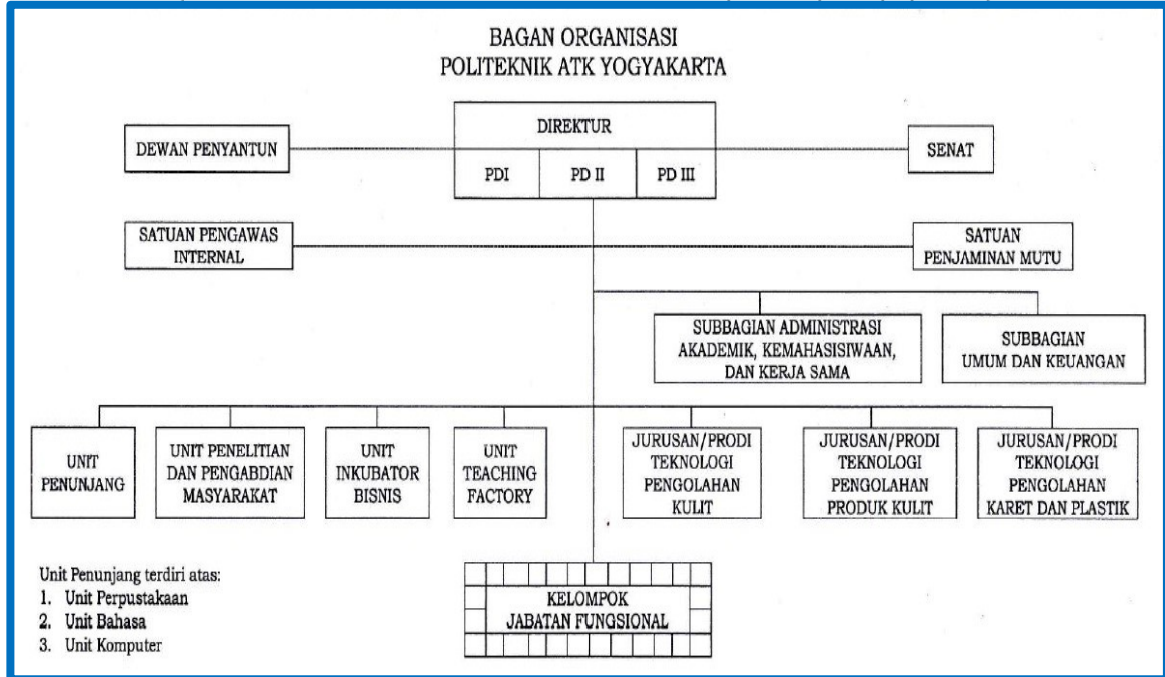 BAGAN ORGANISASI
POLITEKNIK ATK YOGYAKARTA
DIREKTUR
DEWAN PENYANTUN
SENAT
PDI
PD II
PD III
SATUAN PENGAWAS
INTERNAL
SATUAN
PENJAMINAN MUTU
SUBBAGIAN ADMINISTRASI
AKADEMIK, KEMAHASISIWAAN,
DAN KERJA SAMA
SUBBAGIAN
UMUM DAN KEUANGAN
UNIT
PENUNJANG
UNIT PENELITIAN
DAN PENGABDIAN
MASYARAKAT
UNIT
INKUBATOR
BISNIS
UNIT
TEACHING
FACTORY
JURUSAN/PRODI
TEKNOLOGI
PENGOLAHAN
KULIT
JURUSAN/PRODI
TEKNOLOGI
PENGOLAHAN
PRODUK KULIT
JURUSAN/PRODI
TEKNOLOGI
PENGOLAHAN
KARET DAN PLASTIK
Unit Penunjang terdiri atas:
1. Unit Perpustakaan
2. Unit Bahasa
3. Unit Komputer
KELOMPOK
JABATAN FUNGSIONAL